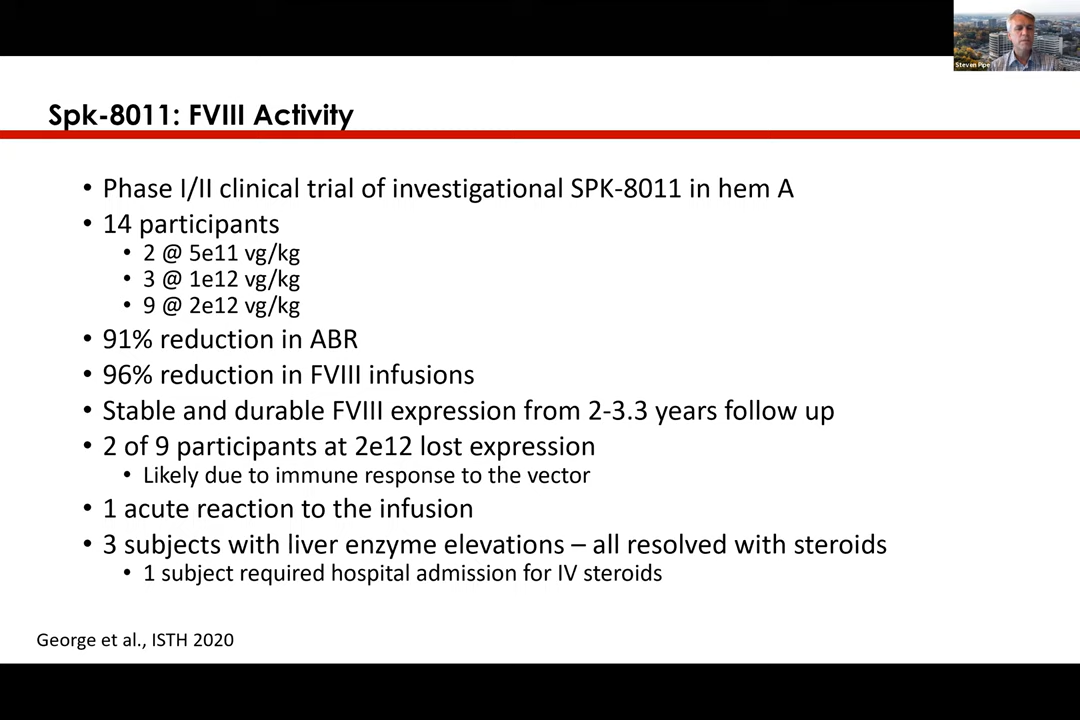 Steven Pipe
Spk-8011: FVIII Activity
• Phase I/II clinical trial of investigational SPK-8011 in hem A
• 14 participants
• 2 @ 5e11 vg/kg
• 3 @ 1e12 vg/kg
• 9 @ 2e12 vg/kg
• 91% reduction in ABR
• 96% reduction in FVIII infusions
• Stable and durable FVIII expression from 2-3.3 years follow up
• 2 of 9 participants at 2e12 lost expression
• Likely due to immune response to the vector
• 1 acute reaction to the infusion
• 3 subjects with liver enzyme elevations – all resolved with steroids
• 1 subject required hospital admission for IV steroids
George et al., ISTH 2020